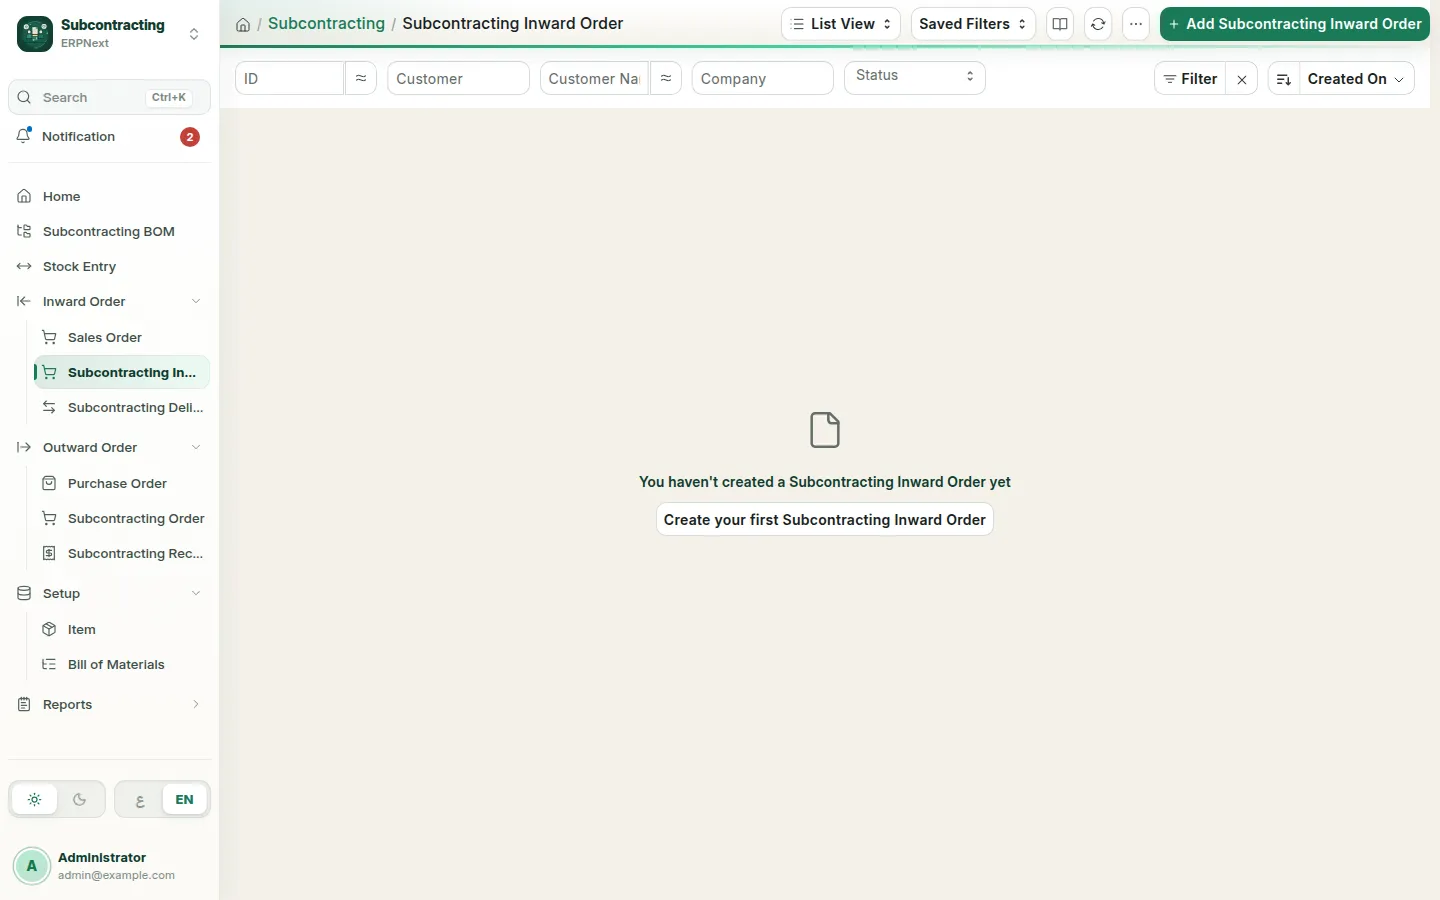 Subcontracting
ERPNext
Search
Ctrl+K
Notification
2
Home
Subcontracting BOM
Stock Entry
Inward Order
Sales Order
Subcontracting In...
Subcontracting Deli...
Outward Order
Purchase Order
Subcontracting Order
Subcontracting Rec...
Setup
Item
Bill of Materials
Reports
ع
EN
A
Administrator
admin@example.com
/ Subcontracting / Subcontracting Inward Order
List View
Saved Filters
+ Add Subcontracting Inward Order
ID
≈
Customer
Customer Na
≈
Company
Status
Filter
Created On
You haven't created a Subcontracting Inward Order yet
Create your first Subcontracting Inward Order